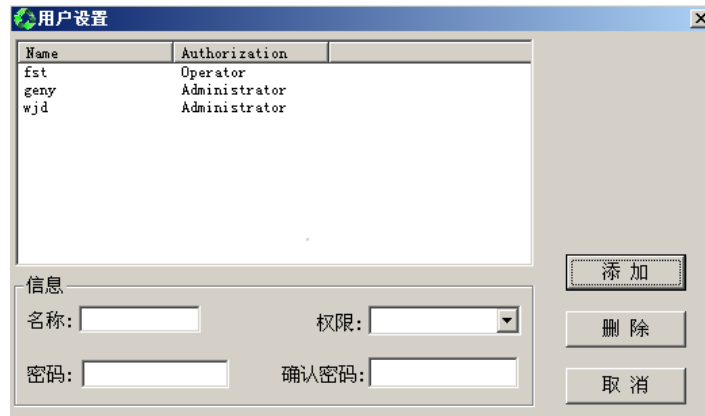 用户设置
Name Authorization
fst Operator
geny Administrator
wjd Administrator
添加
信息
名称: 权限:
删除
密码: 确认密码:
取消